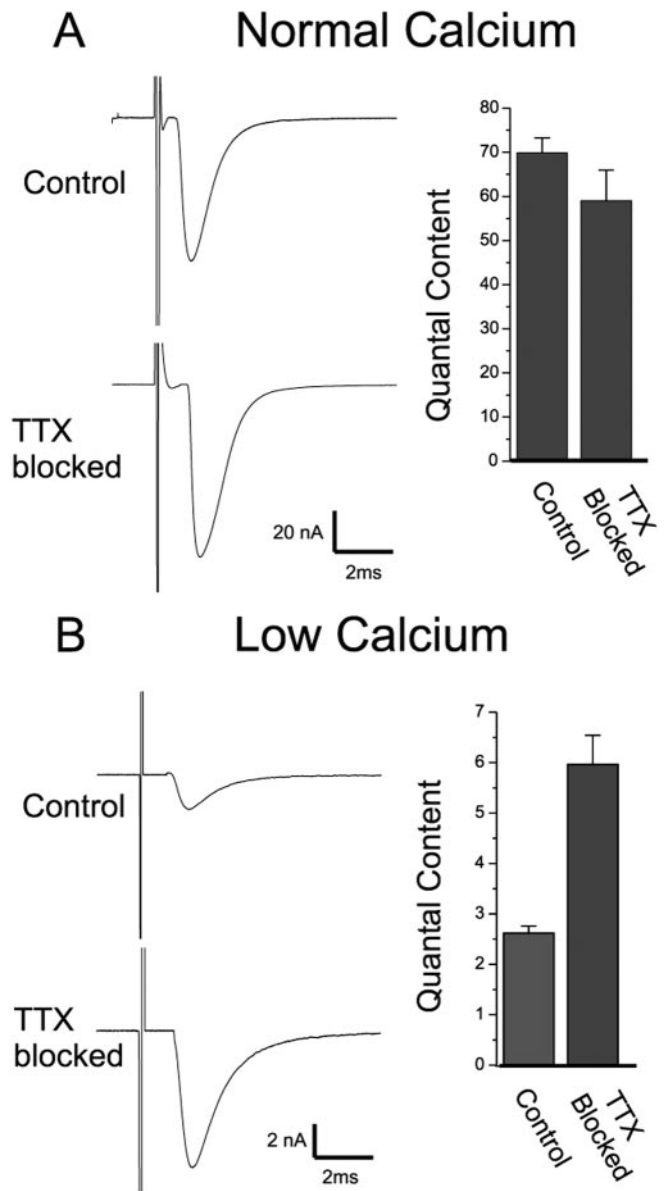 A Normal Calcium
Control
TTX
blocked
20 nA
2ms
Quantal Content
80
70
60
50
40
30
20
10
0
Control
TTX
Blocked
B Low Calcium
Control
TTX
blocked
2 nA
2ms
Quantal Content
7
6
5
4
3
2
1
0
Control
TTX
Blocked